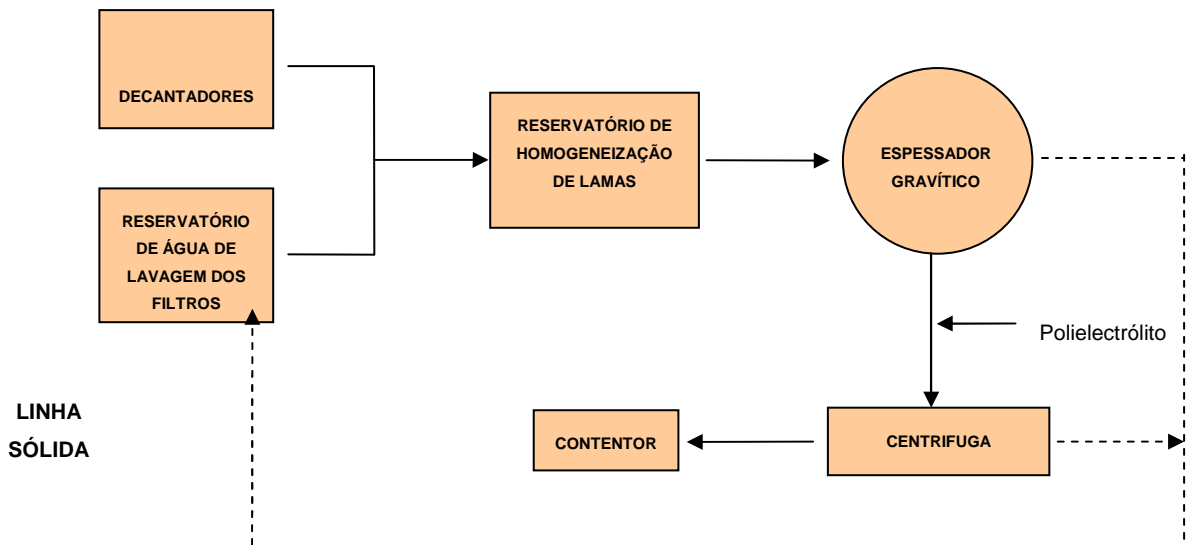 DECANTADORES
RESERVATÓRIO
DE ÁGUA DE
LAVAGEM DOS
FILTROS
RESERVATÓRIO DE
HOMOGENEIZAÇÃO
DE LAMAS
ESPESSADOR
GRAVÍTICO
Polielectrólito
LINHA
SÓLIDA
CONTENTOR
CENTRIFUGA